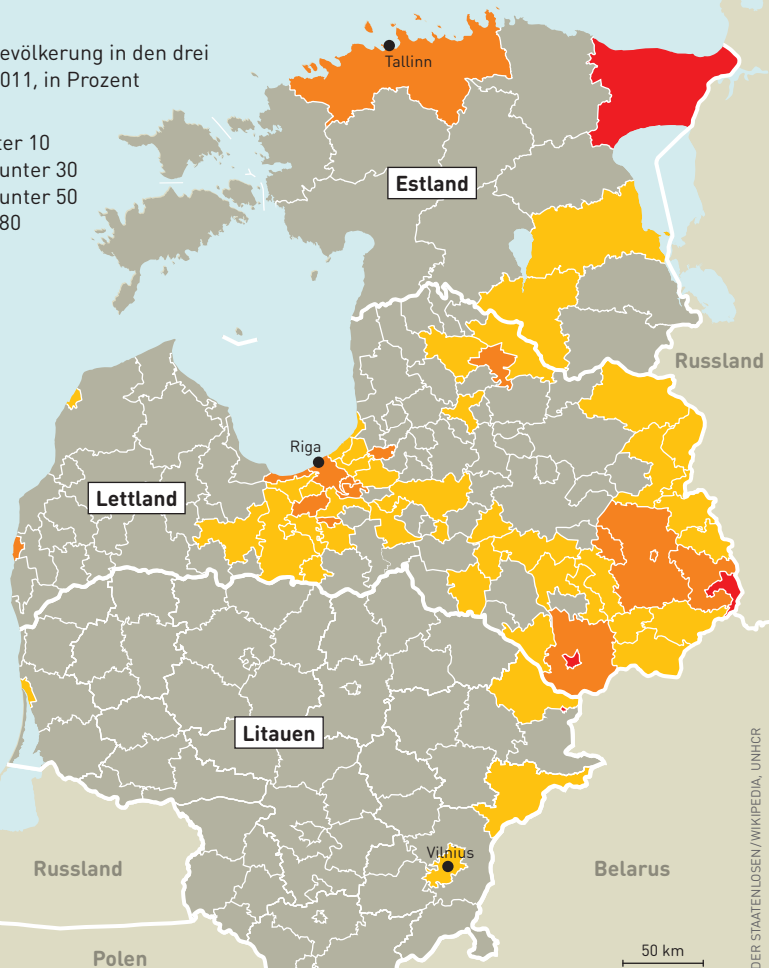 evölkerung in den drei
011, in Prozent
ter 10
unter 30
unter 50
80
Tallinn
Estland
Russland
Riga
Lettland
Litauen
Vilnius
Russland
Belarus
Polen
50 km
DER STAATENLOSEN/WIKIPEDIA, UNHCR